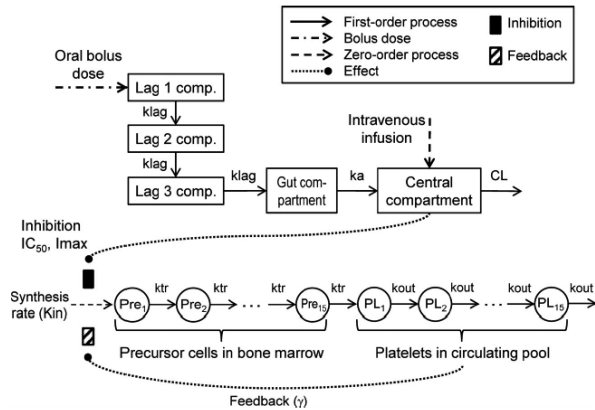 First-order process
Bolus dose
Zero-order process
Effect
Inhibition
Feedback
Oral bolus
dose
Lag 1 comp.
klag
Lag 2 comp.
klag
Lag 3 comp.
klag
Gut com-
partment
ka
Intravenous
infusion
Central
compartment
CL
Inhibition
IC50, Imax
Synthesis
rate (Kin)
Pre1 ktr Pre2 ktr ... ktr Pre15 ktr PL1 kout PL2 kout ... kout PL15 kout
Precursor cells in bone marrow
Platelets in circulating pool
Feedback (γ)